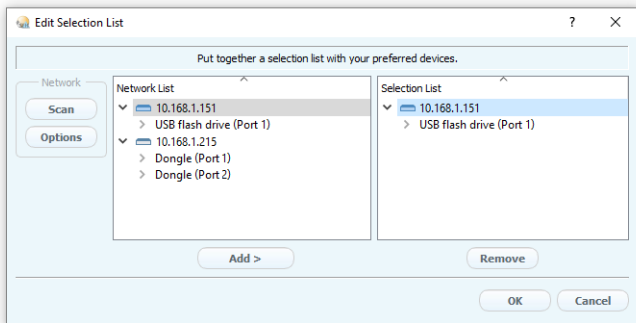 Edit Selection List
?
Put together a selection list with your preferred devices.
Network
Scan
Options
Network List
10.168.1.151
USB flash drive (Port 1)
10.168.1.215
Dongle (Port 1)
Dongle (Port 2)
Add >
Selection List
10.168.1.151
USB flash drive (Port 1)
Remove
OK
Cancel